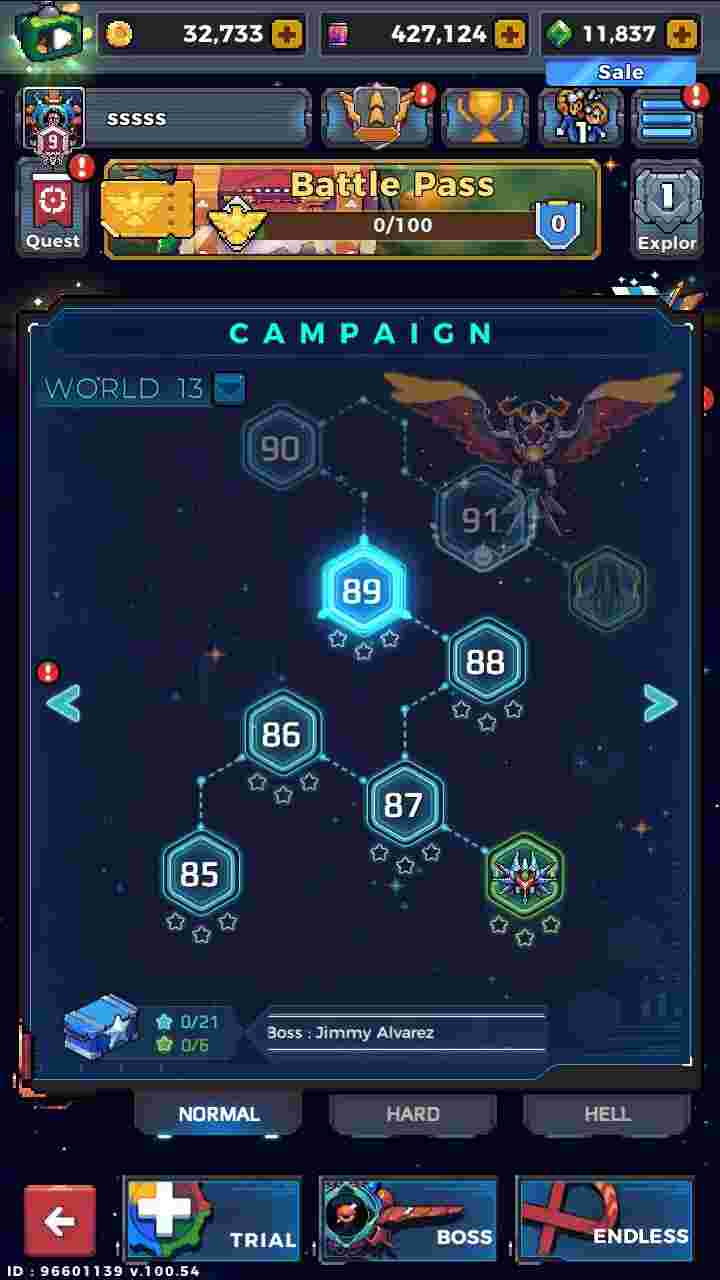 32,733
427,124
11,837
Sale
9
sssss
1
Quest
Battle Pass
0/100
0
1
Explor
CAMPAIGN
WORLD 13
90
91
89
88
86
87
85
0/21
0/6
Boss : Jimmy Alvarez
NORMAL
HARD
HELL
TRIAL
BOSS
ENDLESS
ID : 96601139 v.100.54